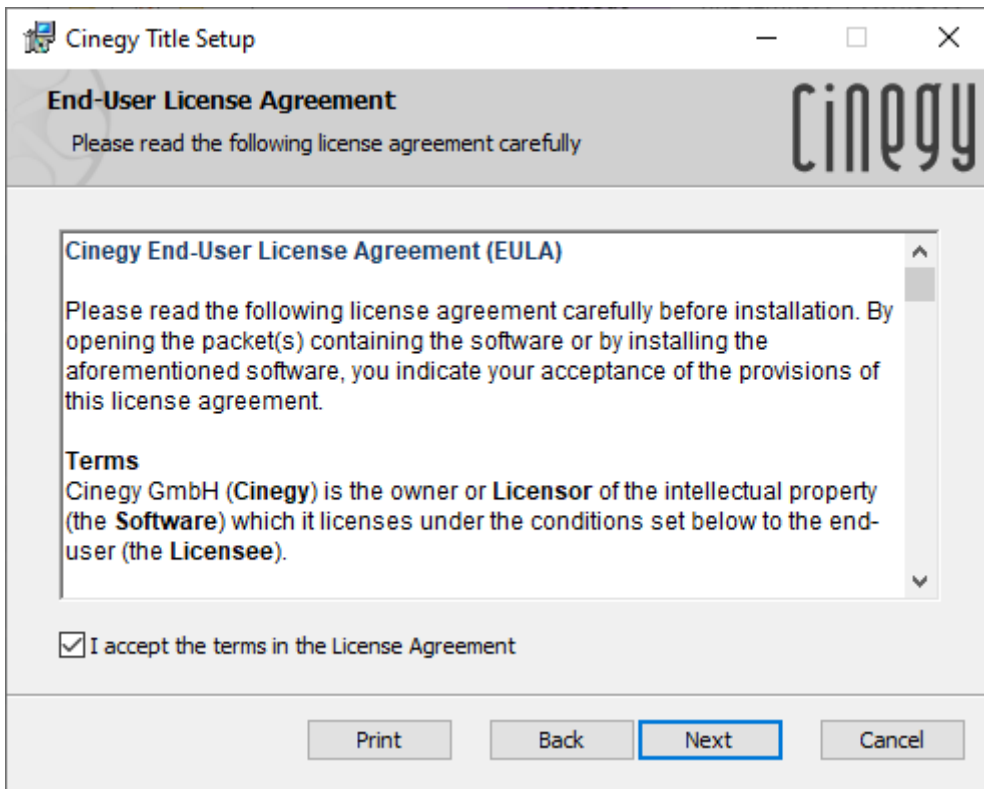 Cinegy Title Setup
End-User License Agreement
Please read the following license agreement carefully
Cinegy
Cinegy End-User License Agreement (EULA)
Please read the following license agreement carefully before installation. By
opening the packet(s) containing the software or by installing the
aforementioned software, you indicate your acceptance of the provisions of
this license agreement.
Terms
Cinegy GmbH (Cinegy) is the owner or Licensor of the intellectual property
(the Software) which it licenses under the conditions set below to the end-
user (the Licensee).
I accept the terms in the License Agreement
Print Back Next Cancel